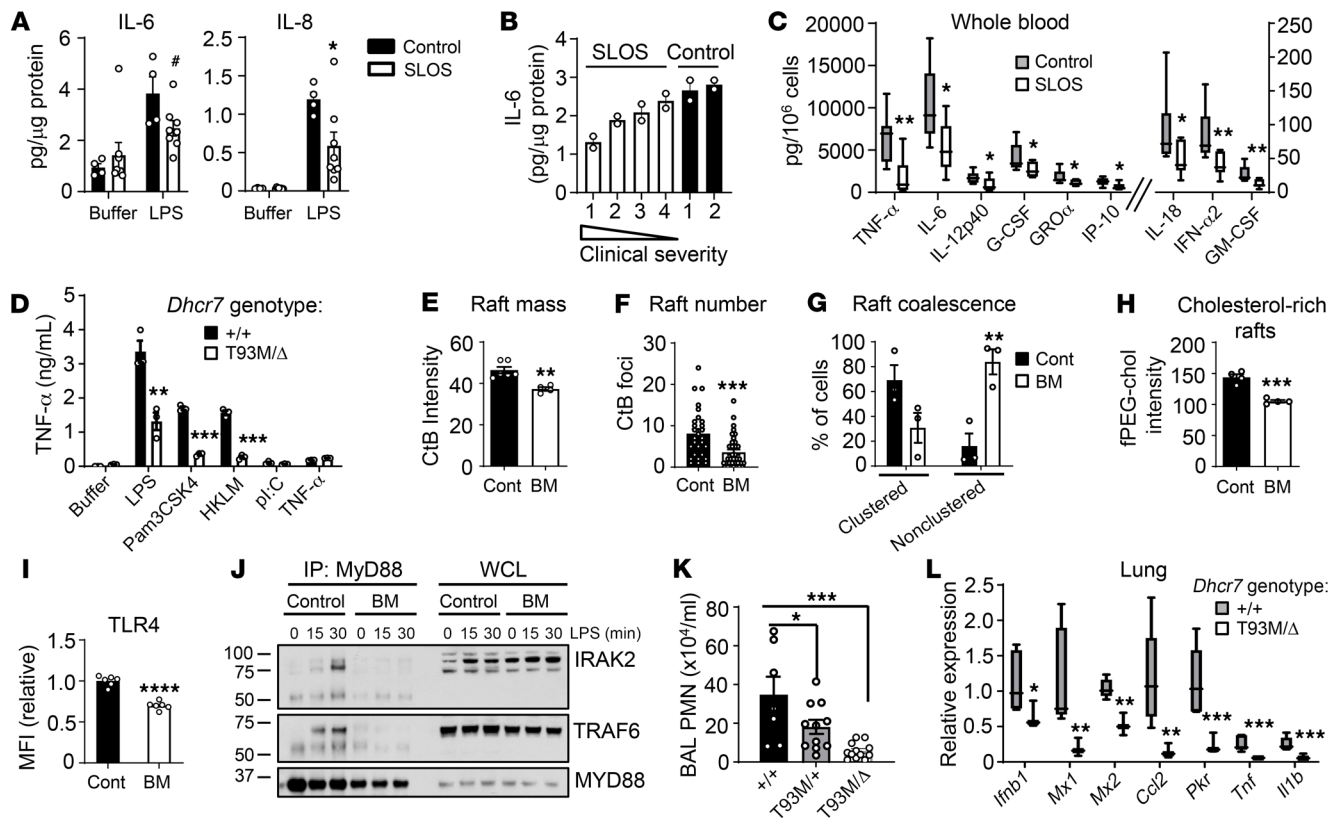 A
IL-6
IL-8
pg/μg protein
6
4
2
0
Buffer
LPS
#
2.5
1.5
1.0
0.5
0.0
Buffer
LPS
*
Control
SLOS
B
SLOS
Control
IL-6
(pg/μg protein)
4
3
2
1
0
1 2 3 4 1 2
Clinical severity
C
Whole blood
Control
SLOS
pg/10⁶ cells
20000
15000
10000
5000
0
250
200
150
100
50
0
** * * * * * * ** **
TNF-α
IL-6
IL-12p40
G-CSF
GROα
IP-10
IL-18
IFN-α2
GM-CSF
D
Dhcr7 genotype:
+/+
T93M/Δ
TNF-α (ng/mL)
5
4
3
2
1
0
** *** ***
Buffer
LPS
Pam3CSK4
HKLM
pI:C
TNF-α
E
Raft mass
CtB Intensity
60
40
20
0
**
Cont BM
F
Raft number
CtB foci
30
20
10
0
***
Cont BM
G
Raft coalescence
% of cells
100
80
60
40
20
0
**
Cont
BM
Clustered
Nonclustered
H
Cholesterol-rich
rafts
fPEG-chol
intensity
150
100
50
0
***
Cont BM
I
TLR4
MFI (relative)
1.5
1.0
0.5
0
****
Cont BM
J
IP: MyD88
WCL
Control BM Control BM
0 15 30 0 15 30 0 15 30 0 15 30 LPS (min)
100
75
50
IRAK2
75
50
TRAF6
37
MYD88
K
BAL PMN (x10⁴/ml)
80
60
40
20
0
***
*
+/+
T93M/+
T93M/Δ
L
Lung
Dhcr7 genotype:
+/+
T93M/Δ
Relative expression
2.5
2.0
1.5
1.0
0.5
0.0
* ** ** ** *** *** ***
Ifnb1
Mx1
Mx2
Ccl2
Pkr
Tnf
Il1b